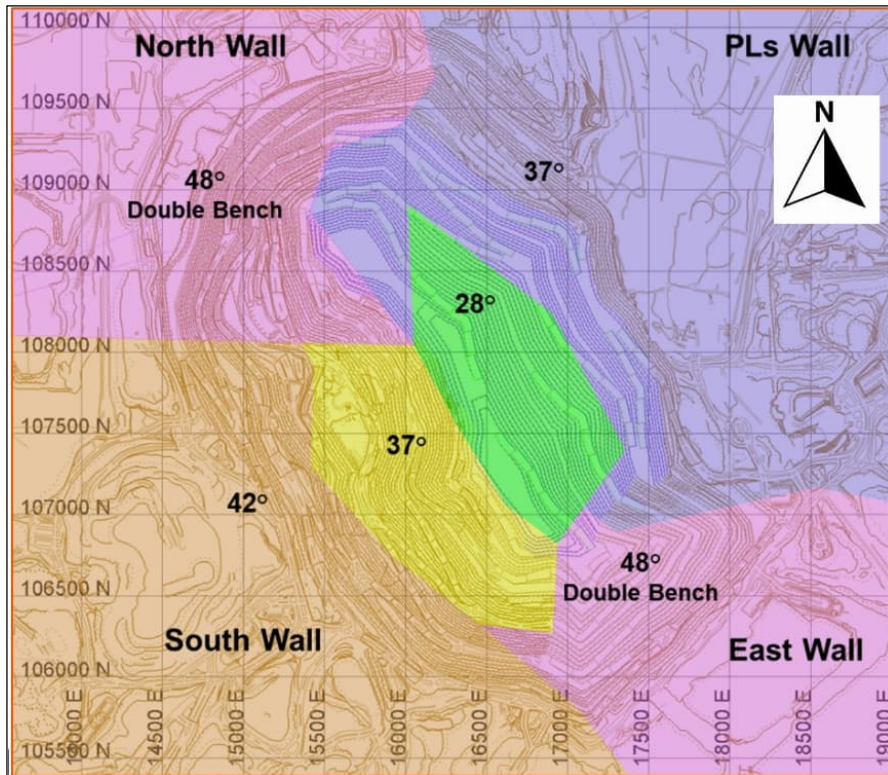 110000 N
North Wall
PLs Wall
109500 N
N
109000 N
48°
Double Bench
37°
108500 N
28°
108000 N
107500 N
37°
107000 N
42°
48°
Double Bench
106500 N
South Wall
East Wall
106000 N
105500 N
14000 E
14500 E
15000 E
15500 E
16000 E
16500 E
17000 E
17500 E
18000 E
18500 E
19000 E